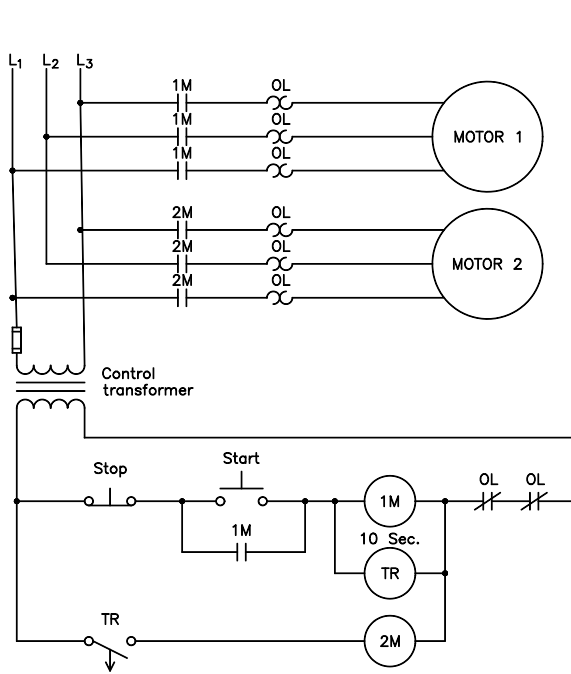 L1 L2 L3
1M OL
1M OL
MOTOR 1
1M OL
2M OL
2M OL
MOTOR 2
2M OL
Control
transformer
Stop
Start
OL OL
1M
1M
10 Sec.
TR
TR
2M